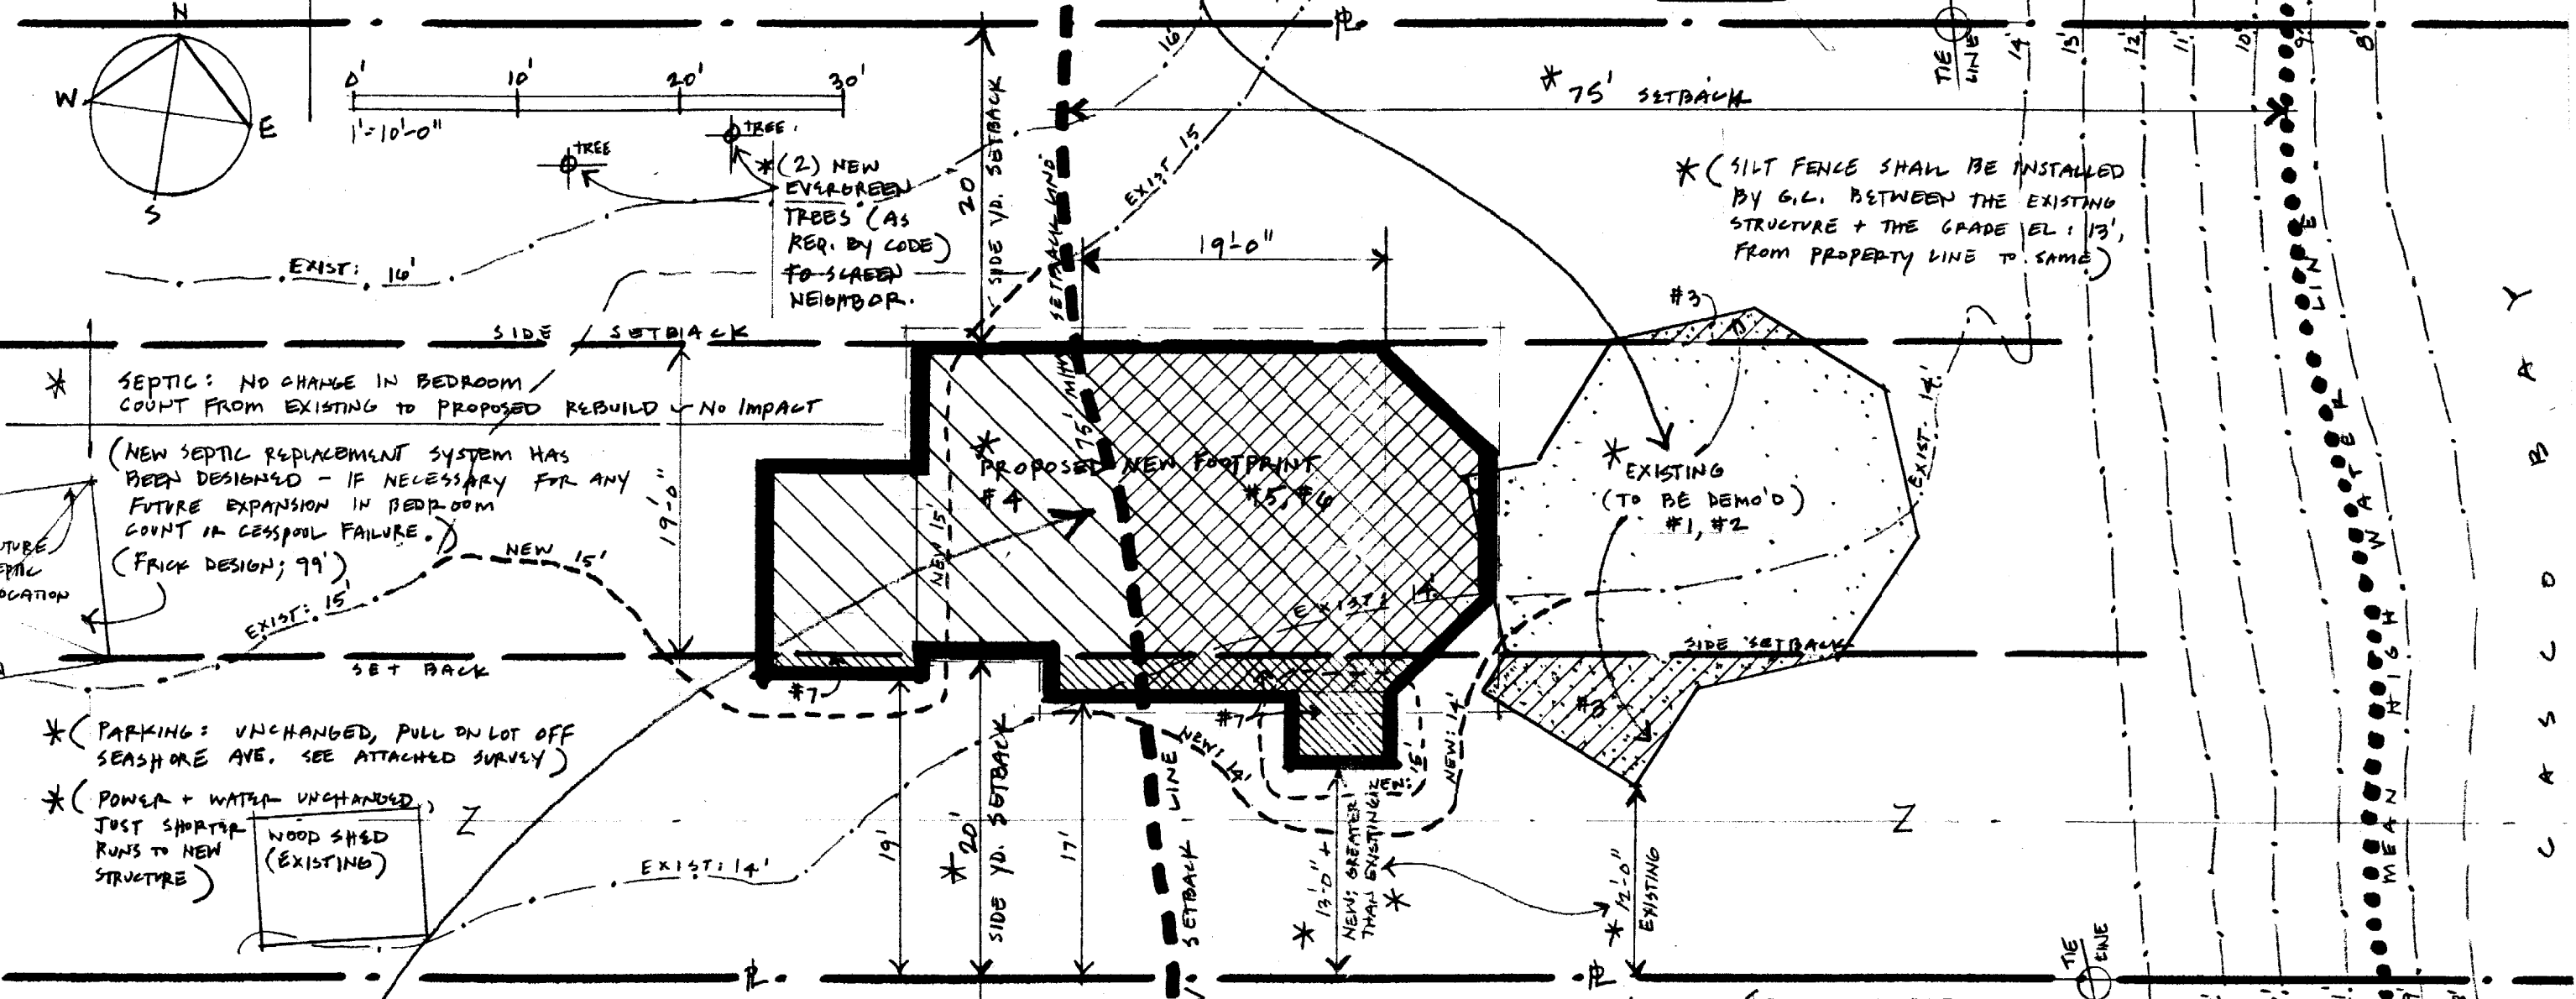 N
W
E
S
0' 10' 20' 30'
1'=10'-0"
TREE
TREE.
*(2) NEW
EVERGREEN
TREES (AS
REQ. BY CODE)
TO SCREEN
NEIGHBOR.
20' SIDE YD. SETBACK
SETBACK LINE
75' MIN.
16'
EXIST 15
PL
* 75' SETBACK
TIE
LINE
14'
13'
12'
11'
10'
9'
8'
*(SILT FENCE SHALL BE INSTALLED
BY G.C. BETWEEN THE EXISTING
STRUCTURE + THE GRADE EL: 13',
FROM PROPERTY LINE TO SAME)
EXIST: 16'
19'-0"
#3
SIDE SETBACK
* SEPTIC: NO CHANGE IN BEDROOM
COUNT FROM EXISTING TO PROPOSED REBUILD - NO IMPACT
(NEW SEPTIC REPLACEMENT SYSTEM HAS
BEEN DESIGNED - IF NECESSARY FOR ANY
FUTURE EXPANSION IN BEDROOM
COUNT OR CESSPOOL FAILURE.)
(FRICK DESIGN; 99')
TURE
EPTIC
OCATION
19'-0"
NEW 15'
EXIST: 15'
NEW 15'
* PROPOSED NEW FOOTPRINT
#4
#5, #6
EXIST: 14'
* EXISTING
(TO BE DEMO'D)
#1, #2
EXIST. 14'
SET BACK
SIDE SETBACK
#7
#7
#3
NEW: 14'
NEW: 14'
15'
*(PARKING: UNCHANGED, PULL ON LOT OFF
SEASHORE AVE. SEE ATTACHED SURVEY)
*(POWER + WATER UNCHANGED,
JUST SHORTER
RUNS TO NEW
STRUCTURE)
WOOD SHED
(EXISTING)
Z
EXIST: 14'
19'
* 20' SIDE YD. SETBACK
17'
SETBACK LINE
* 13'-0" +
NEW; GREATER
THAN EXISTING
*
* 12'-0"
EXISTING
Z
MEAN HIGH WATER LINE
CASCO BAY
PL
PL
TIE
LINE